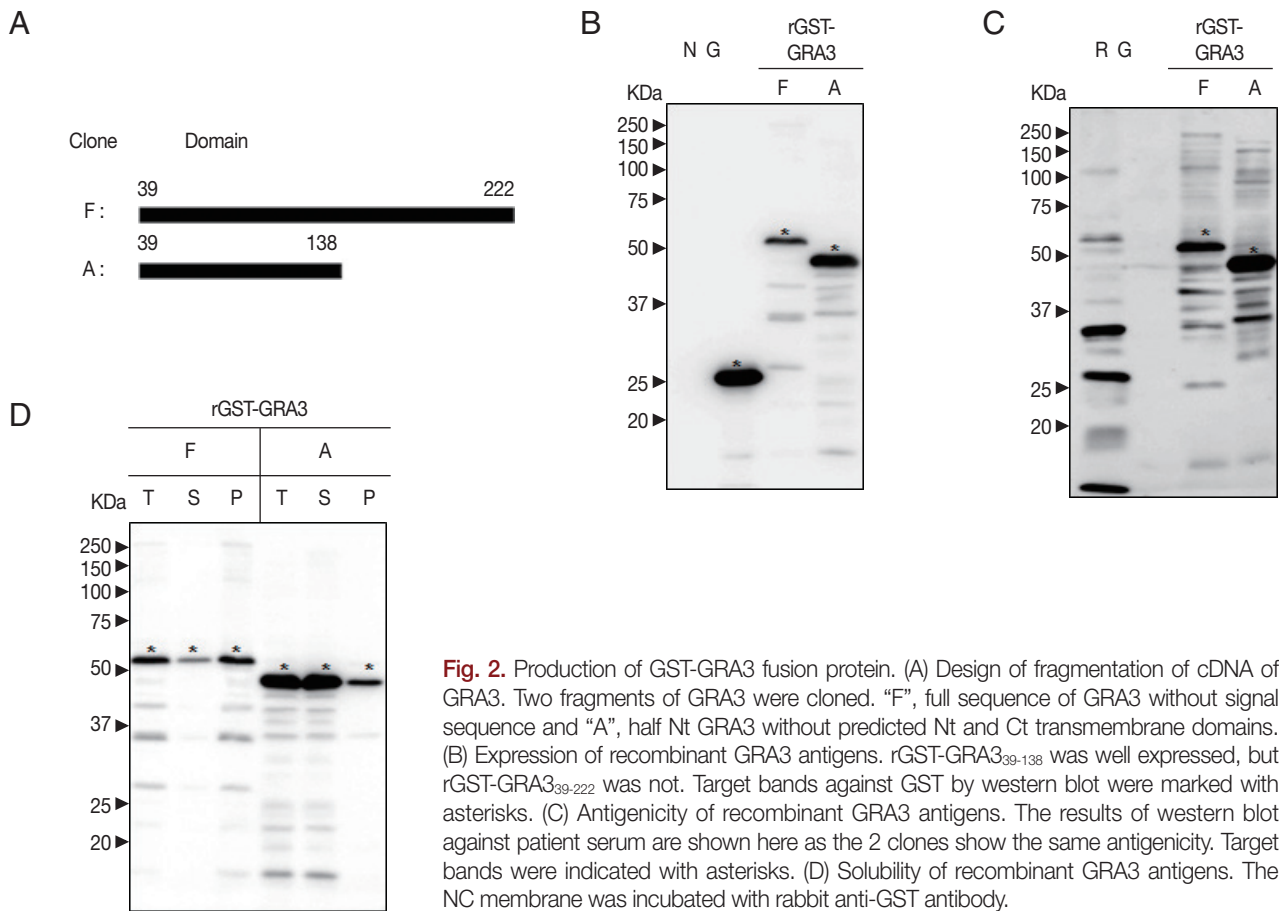 A
Clone Domain
39 222
F :
39 138
A :
B
rGST-
N G GRA3
F A
KDa
250
150
100
75
50
*
*
37
*
25
20
C
rGST-
R G GRA3
F A
KDa
250
150
100
75
*
50
*
37
25
20
D
rGST-GRA3
F A
KDa T S P T S P
250
150
100
75
* * *
50
* * *
37
25
20
Fig. 2. Production of GST-GRA3 fusion protein. (A) Design of fragmentation of cDNA of
GRA3. Two fragments of GRA3 were cloned. “F”, full sequence of GRA3 without signal
sequence and “A”, half Nt GRA3 without predicted Nt and Ct transmembrane domains.
(B) Expression of recombinant GRA3 antigens. rGST-GRA3₃₉₋₁₃₈ was well expressed, but
rGST-GRA3₃₉₋₂₂₂ was not. Target bands against GST by western blot were marked with
asterisks. (C) Antigenicity of recombinant GRA3 antigens. The results of western blot
against patient serum are shown here as the 2 clones show the same antigenicity. Target
bands were indicated with asterisks. (D) Solubility of recombinant GRA3 antigens. The
NC membrane was incubated with rabbit anti-GST antibody.